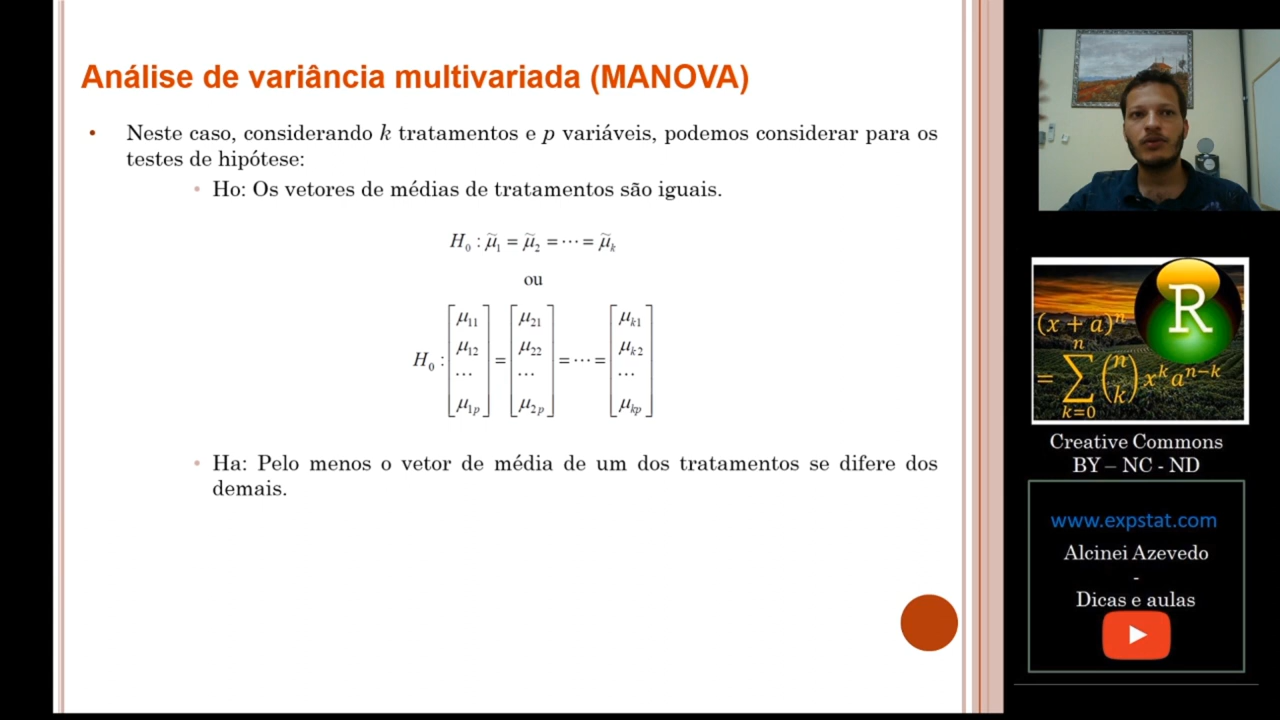 Análise de variância multivariada (MANOVA)
• Neste caso, considerando k tratamentos e p variáveis, podemos considerar para os
testes de hipótese:
• Ho: Os vetores de médias de tratamentos são iguais.
H₀ : μ̃₁ = μ̃₂ = ⋯ = μ̃ₖ
ou
H₀ : [μ₁₁ μ₁₂ ⋯ μ₁ₚ] = [μ₂₁ μ₂₂ ⋯ μ₂ₚ] = ⋯ = [μₖ₁ μₖ₂ ⋯ μₖₚ]
• Ha: Pelo menos o vetor de média de um dos tratamentos se difere dos
demais.
R
(x + a)ⁿ
= ∑ₖ₌₀ⁿ (n k) xᵏ aⁿ⁻ᵏ
Creative Commons
BY – NC - ND
www.expstat.com
Alcinei Azevedo
-
Dicas e aulas